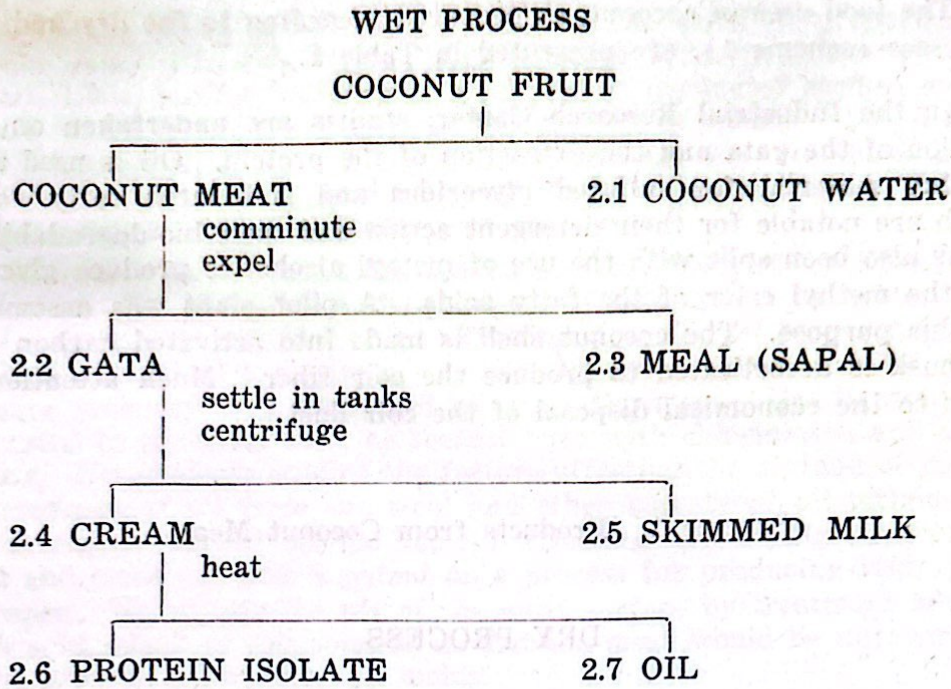 WET PROCESS
COCONUT FRUIT
COCONUT MEAT
2.1 COCONUT WATER
comminute
expel
2.2 GATA
2.3 MEAL (SAPAL)
settle in tanks
centrifuge
2.4 CREAM
2.5 SKIMMED MILK
heat
2.6 PROTEIN ISOLATE
2.7 OIL